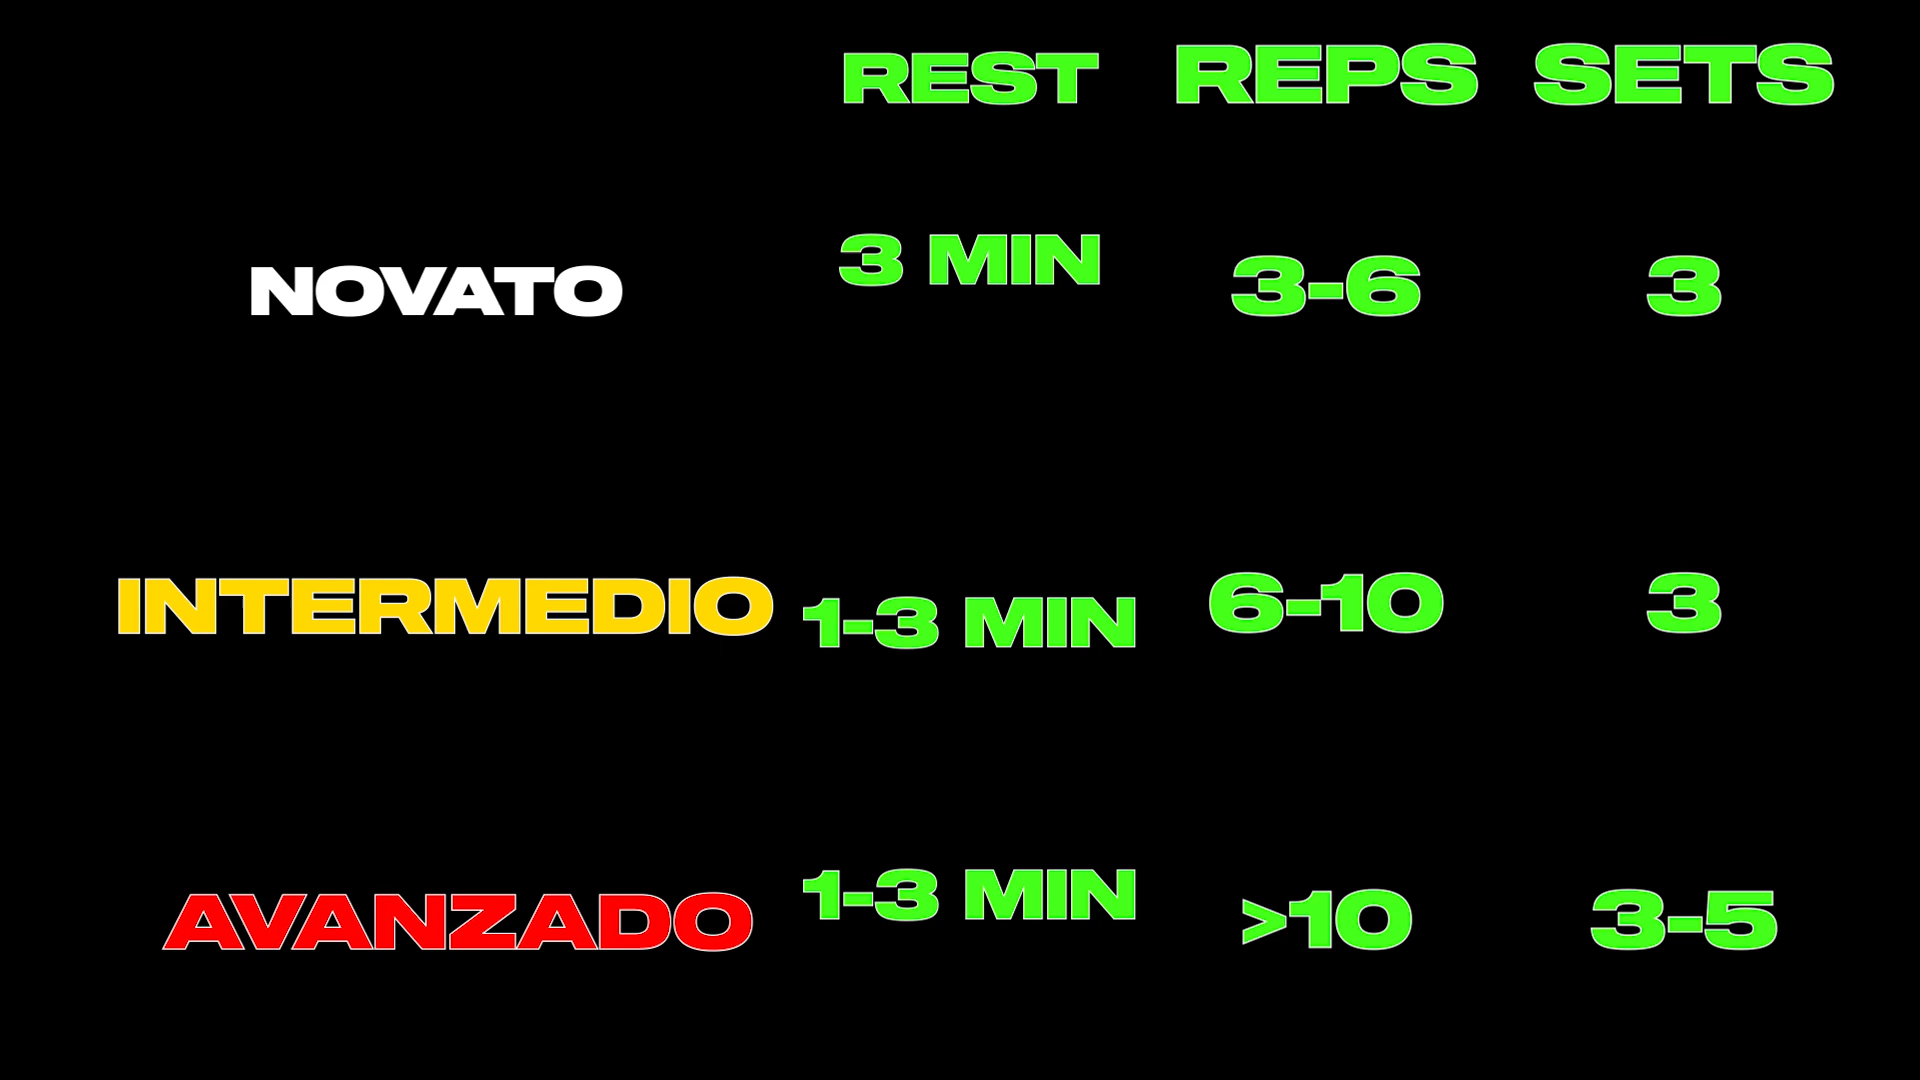 REST REPS SETS
NOVATO 3 MIN 3-6 3
INTERMEDIO 1-3 MIN 6-10 3
AVANZADO 1-3 MIN >10 3-5